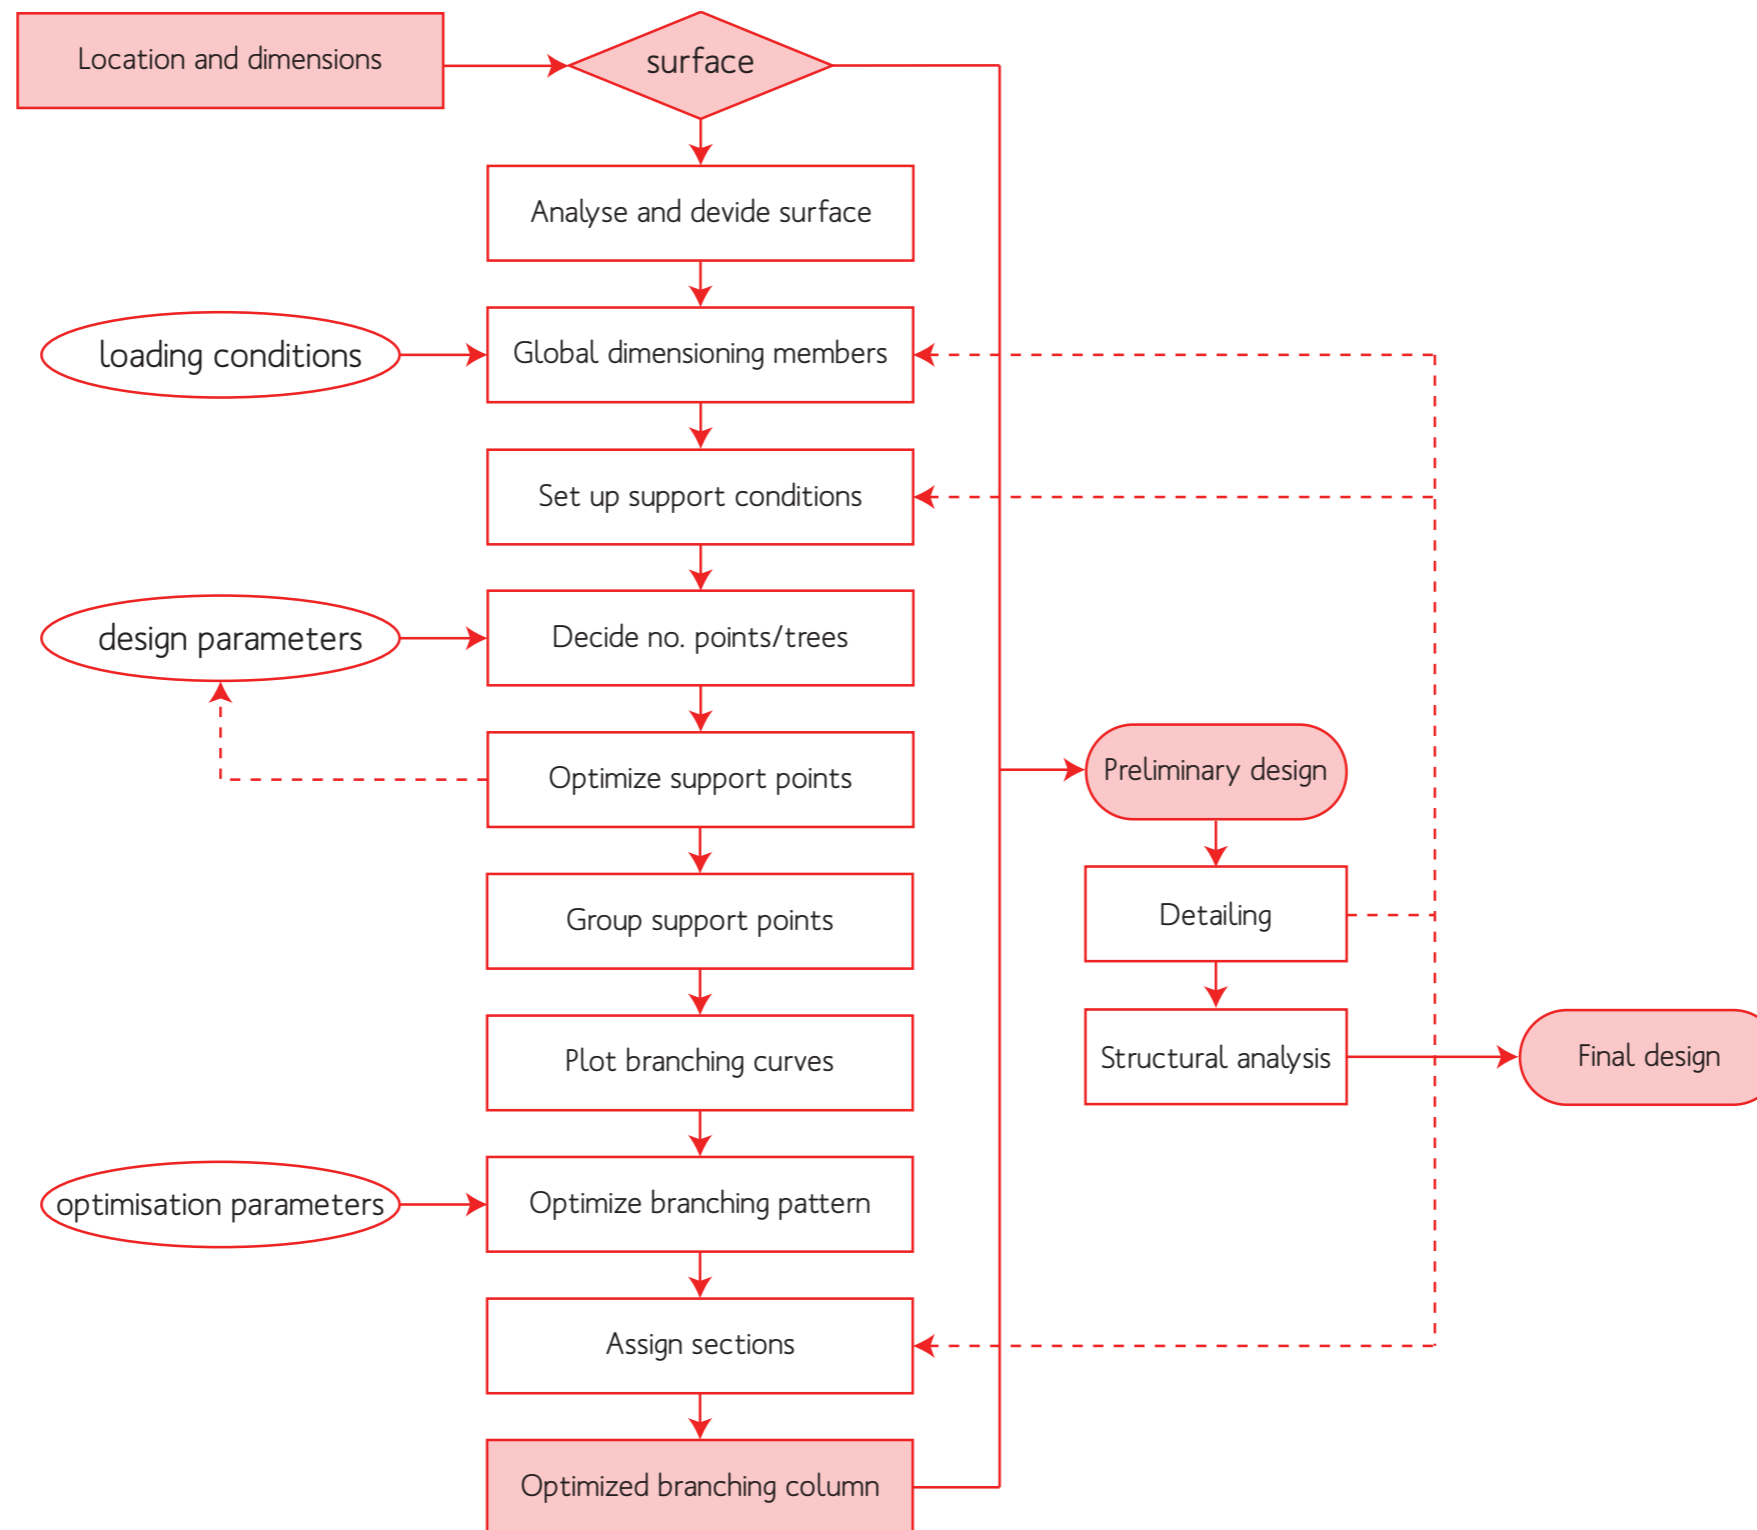 Location and dimensions
surface
Analyse and devide surface
loading conditions
Global dimensioning members
Set up support conditions
design parameters
Decide no. points/trees
Optimize support points
Preliminary design
Group support points
Detailing
Plot branching curves
Structural analysis
Final design
optimisation parameters
Optimize branching pattern
Assign sections
Optimized branching column